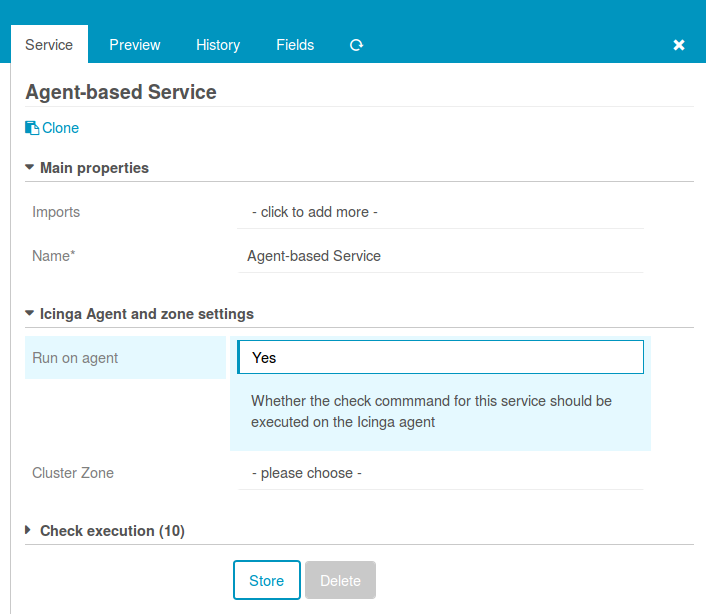 Service Preview History Fields
Agent-based Service
Clone
Main properties
Imports - click to add more -
Name* Agent-based Service
Icinga Agent and zone settings
Run on agent Yes
Whether the check commmand for this service should be
executed on the Icinga agent
Cluster Zone - please choose -
Check execution (10)
Store Delete